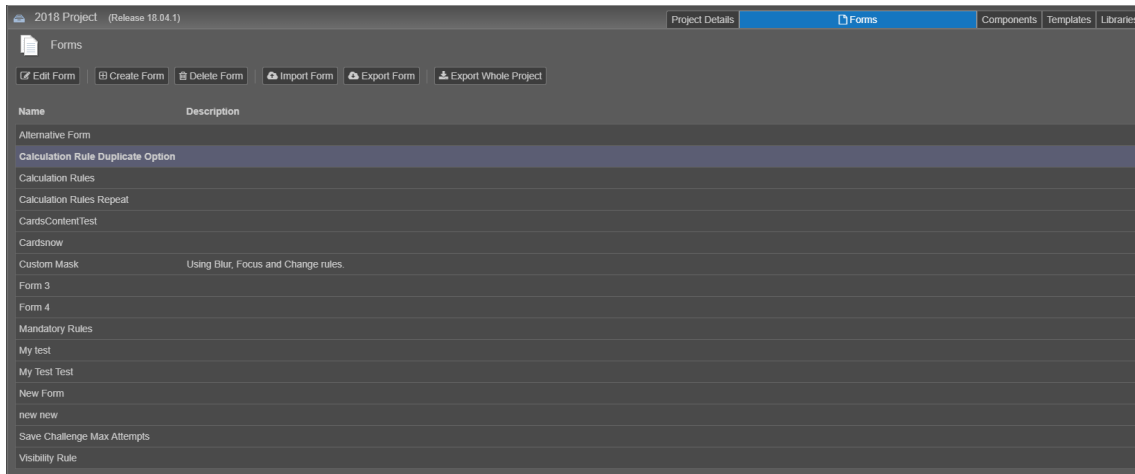 2018 Project (Release 18.04.1) Project Details Forms Components Templates Libraries
Forms
Edit Form Create Form Delete Form Import Form Export Form Export Whole Project
Name Description
Alternative Form
Calculation Rule Duplicate Option
Calculation Rules
Calculation Rules Repeat
CardsContentTest
Cardsnow
Custom Mask Using Blur, Focus and Change rules.
Form 3
Form 4
Mandatory Rules
My test
My Test Test
New Form
new new
Save Challenge Max Attempts
Visibility Rule